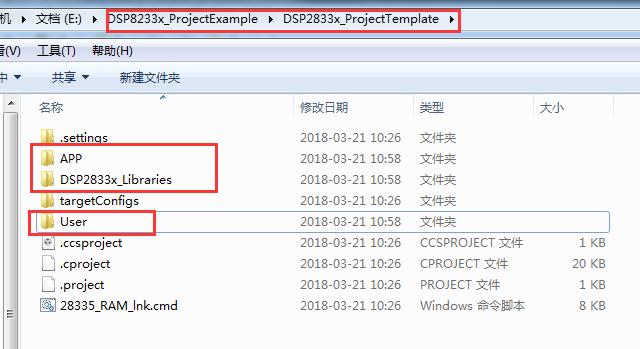 机 ▸ 文档 (E:) ▸ DSP8233x_ProjectExample ▸ DSP2833x_ProjectTemplate ▸
看(V) 工具(T) 帮助(H)
中 ▾ 共享 ▾ 新建文件夹
名称 修改日期 类型 大小
.settings 2018-03-21 10:26 文件夹
APP 2018-03-21 10:58 文件夹
DSP2833x_Libraries 2018-03-21 10:58 文件夹
targetConfigs 2018-03-21 10:26 文件夹
User 2018-03-21 10:58 文件夹
.ccsproject 2018-03-21 10:26 CCSPROJECT 文件 1 KB
.cproject 2018-03-21 10:26 CPROJECT 文件 20 KB
.project 2018-03-21 10:26 PROJECT 文件 1 KB
28335_RAM_lnk.cmd 2018-03-21 10:26 Windows 命令脚本 8 KB